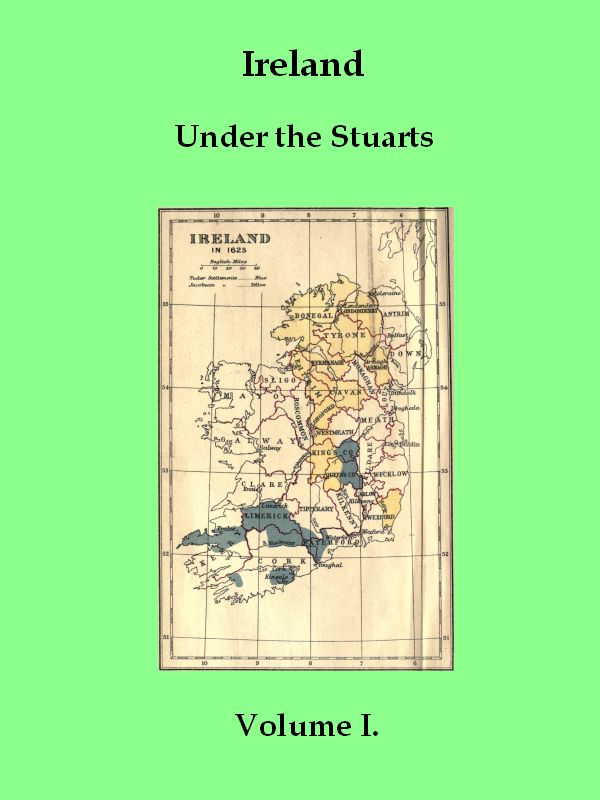 Ireland
Under the Stuarts
10 9 8 7 6
IRELAND
IN 1625
English Miles
0 10 20 30 40
Tudor Settlements Blue
Jacobean " Yellow
Coleraine
55
55
Londonderry
LONDONDERRY
DONEGAL
ANTRIM
TYRONE
Belfast
DOWN
FERMANAGH
Armagh
ARMAGH
MONAGHAN
SLIGO
54
54
CAVAN
Dundalk
MAYO
ROSCOMMON
LONGFORD
Drogheda
MEATH
WESTMEATH
GALWAY
Galway
KING'S CO.
Dublin
KILDARE
53
53
QUEEN'S CO.
WICKLOW
CLARE
Ennis
CARLOW
Kilkenny
KILKENNY
Limerick
LIMERICK
TIPPERARY
WEXFORD
Wexford
Tralee
Waterford
WATERFORD
KERRY
52
52
CORK
Youghal
Cork
Kinsale
51
51
10 9 8 7 6
Volume I.